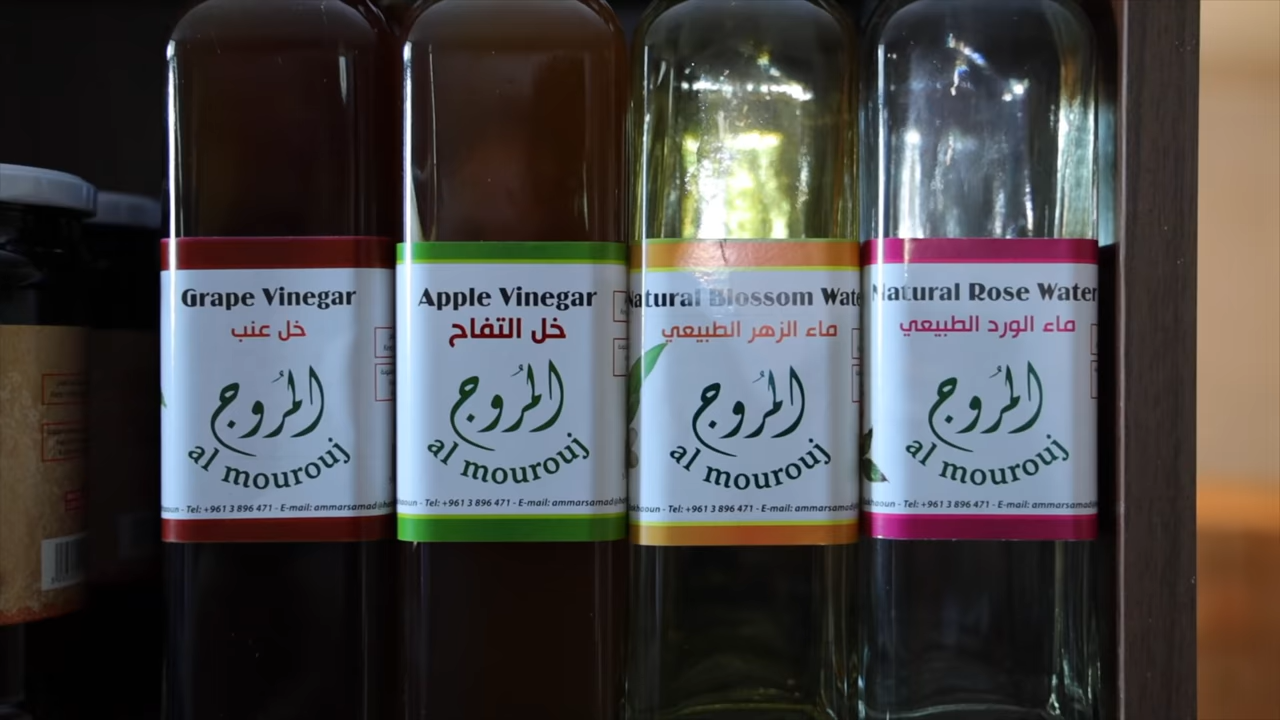 Grape Vinegar
خل عنب
المروج
al mourouj
Tel: +961 3 896 471 - E-mail: ammarsamad@
Apple Vinegar
خل التفاح
المروج
al mourouj
Tel: +961 3 896 471 - E-mail: ammarsamad@
Natural Blossom Wate
ماء الزهر الطبيعي
المروج
al mourouj
Tel: +961 3 896 471 - E-mail: ammarsamad@
Natural Rose Water
ماء الورد الطبيعي
المروج
al mourouj
Tel: +961 3 896 471 - E-mail: ammarsamad@